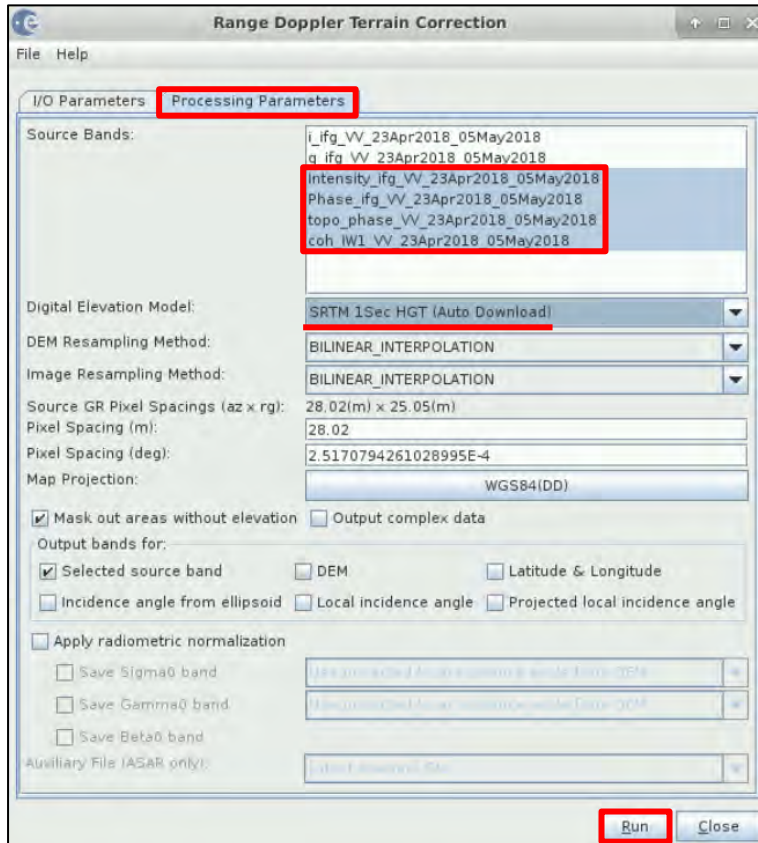 Range Doppler Terrain Correction
File Help
I/O Parameters Processing Parameters
Source Bands:
i_ifg_VV_23Apr2018_05May2018
q_ifg_VV_23Apr2018_05May2018
Intensity_ifg_VV_23Apr2018_05May2018
Phase_ifg_VV_23Apr2018_05May2018
topo_phase_VV_23Apr2018_05May2018
coh_IW1_VV_23Apr2018_05May2018
Digital Elevation Model: SRTM 1Sec HGT (Auto Download)
DEM Resampling Method: BILINEAR_INTERPOLATION
Image Resampling Method: BILINEAR_INTERPOLATION
Source GR Pixel Spacings (az x rg): 28.02(m) x 25.05(m)
Pixel Spacing (m): 28.02
Pixel Spacing (deg): 2.5170794261028995E-4
Map Projection: WGS84(DD)
Mask out areas without elevation Output complex data
Output bands for:
Selected source band DEM Latitude & Longitude
Incidence angle from ellipsoid Local incidence angle Projected local incidence angle
Apply radiometric normalization
Save Sigma0 band
Save Gamma0 band
Save Beta0 band
Auxiliary File (ASAR only):
Run Close